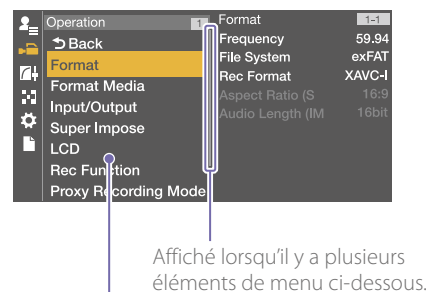 Operation 1
Back
Format
Format Media
Input/Output
Super Impose
LCD
Rec Function
Proxy Recording Mode
Format 1-1
Frequency 59.94
File System exFAT
Rec Format XAVC-I
Aspect Ratio (S 16:9
Audio Length (IM 16bit
Affiché lorsqu'il y a plusieurs
éléments de menu ci-dessous.